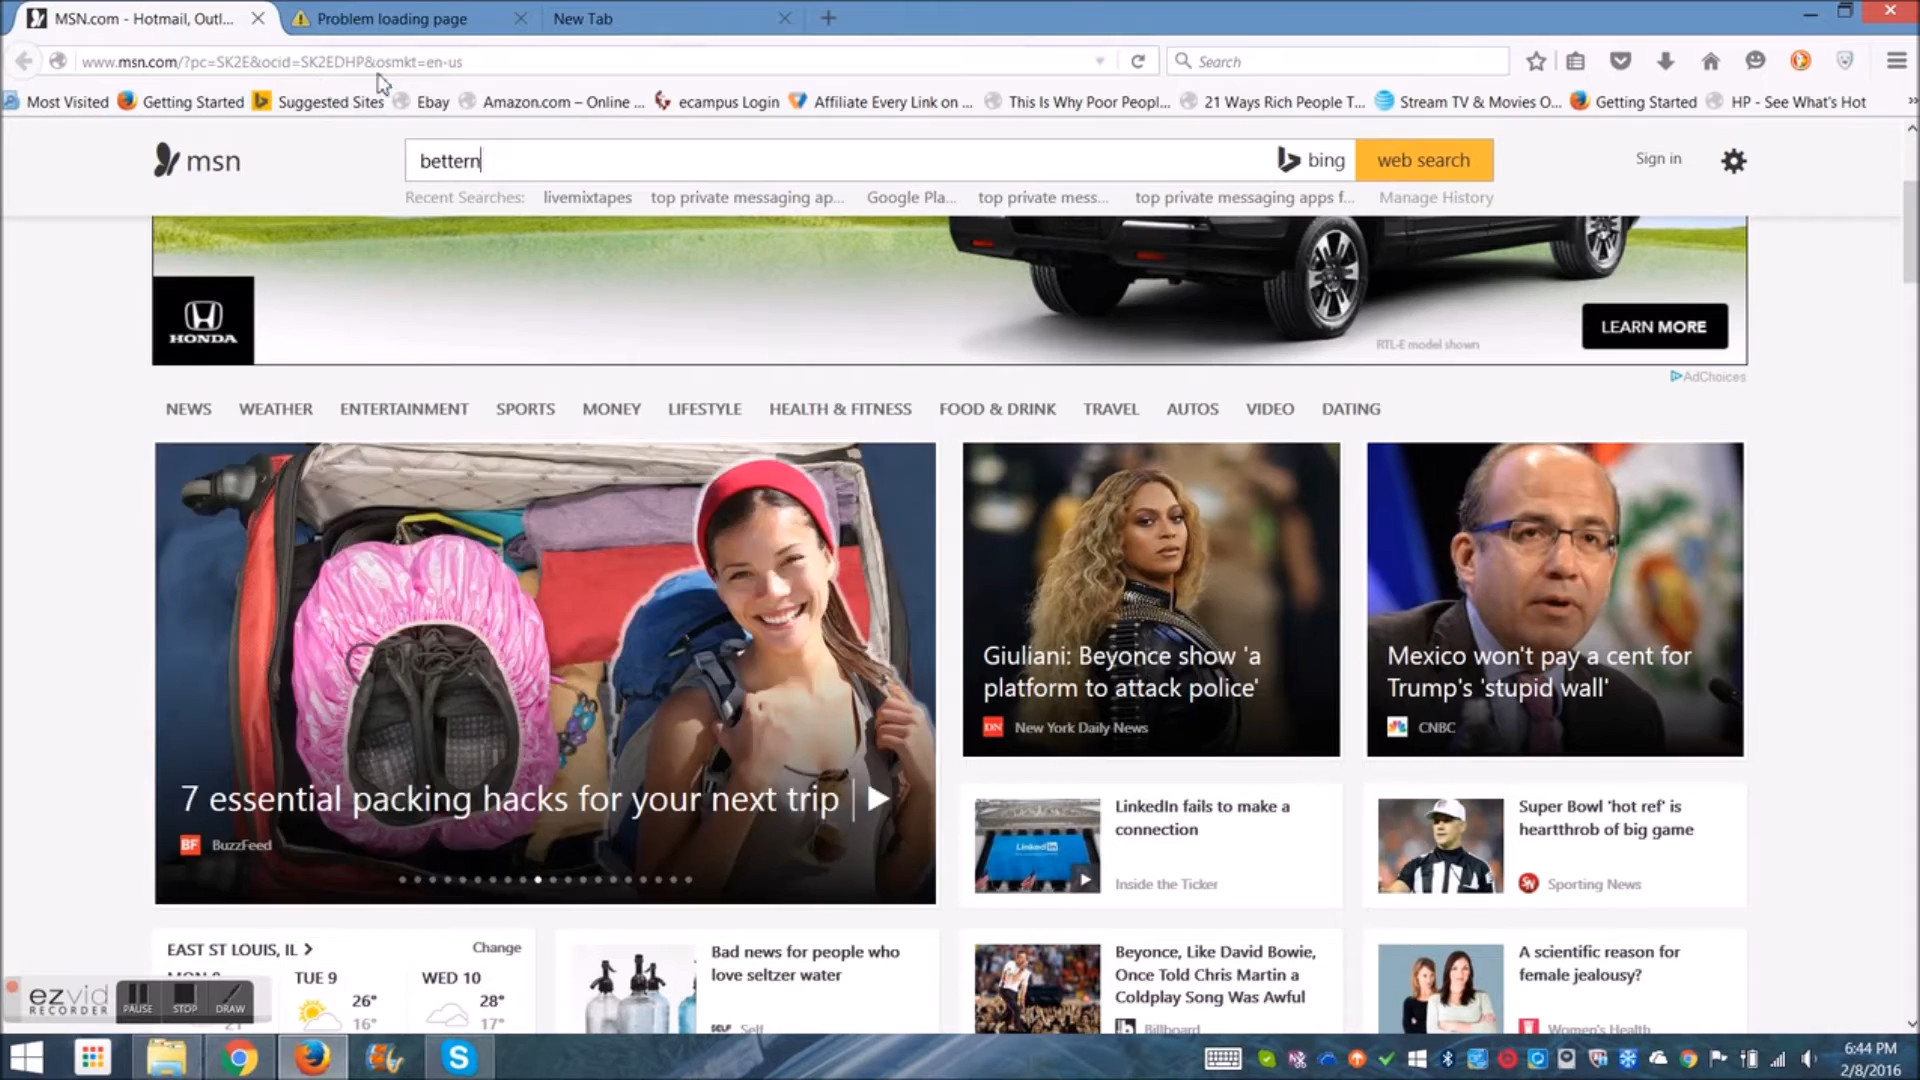 MSN.com - Hotmail, Outl...
Problem loading page
New Tab
www.msn.com/?pc=SK2E&ocid=SK2EDHP&osmkt=en-us
Search
Most Visited
Getting Started
Suggested Sites
Ebay
Amazon.com – Online ...
ecampus Login
Affiliate Every Link on ...
This Is Why Poor Peopl...
21 Ways Rich People T...
Stream TV & Movies O...
Getting Started
HP - See What's Hot
msn
bettern
bing
web search
Sign in
Recent Searches:
livemixtapes
top private messaging ap...
Google Pla...
top private mess...
top private messaging apps f...
Manage History
HONDA
LEARN MORE
RTL-E model shown
AdChoices
NEWS
WEATHER
ENTERTAINMENT
SPORTS
MONEY
LIFESTYLE
HEALTH & FITNESS
FOOD & DRINK
TRAVEL
AUTOS
VIDEO
DATING
7 essential packing hacks for your next trip
BF BuzzFeed
Giuliani: Beyonce show 'a
platform to attack police'
DN New York Daily News
Mexico won't pay a cent for
Trump's 'stupid wall'
CNBC
LinkedIn fails to make a
connection
Inside the Ticker
LinkedIn
Super Bowl 'hot ref' is
heartthrob of big game
Sporting News
EAST ST LOUIS, IL
Change
TUE 9
26°
16°
WED 10
28°
17°
Bad news for people who
love seltzer water
SELF Self
Beyonce, Like David Bowie,
Once Told Chris Martin a
Coldplay Song Was Awful
Billboard
A scientific reason for
female jealousy?
Women's Health
ezvid
RECORDER
PAUSE
STOP
DRAW
6:44 PM
2/8/2016